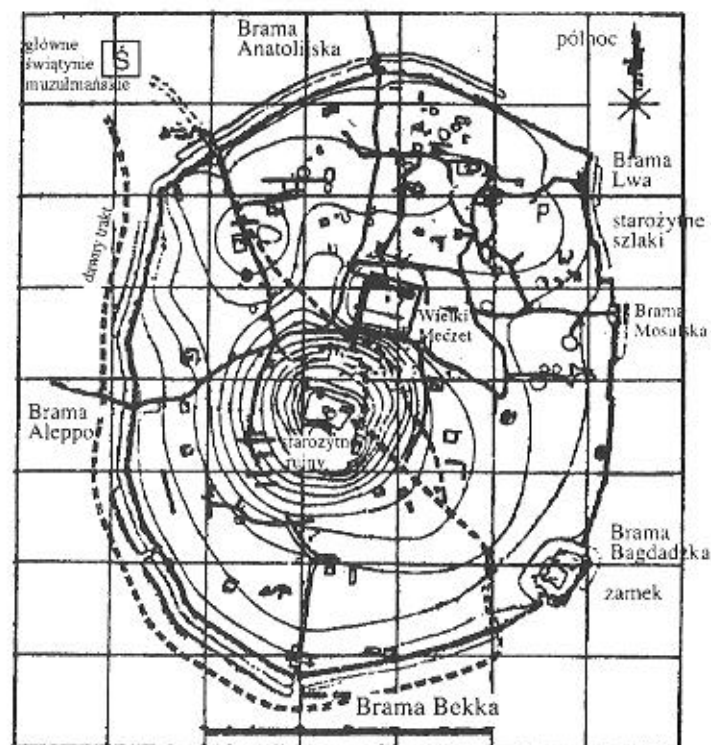 Brama
Anatolijska
główne
świątynie
muzułmańskie
Ś
północ
Brama
Lwa
starożytne
szlaki
dawny trakt
Wielki
Meczet
Brama
Mosulska
Brama
Aleppo
starożytne
ruiny
Brama
Bagdadzka
zamek
Brama Bekka